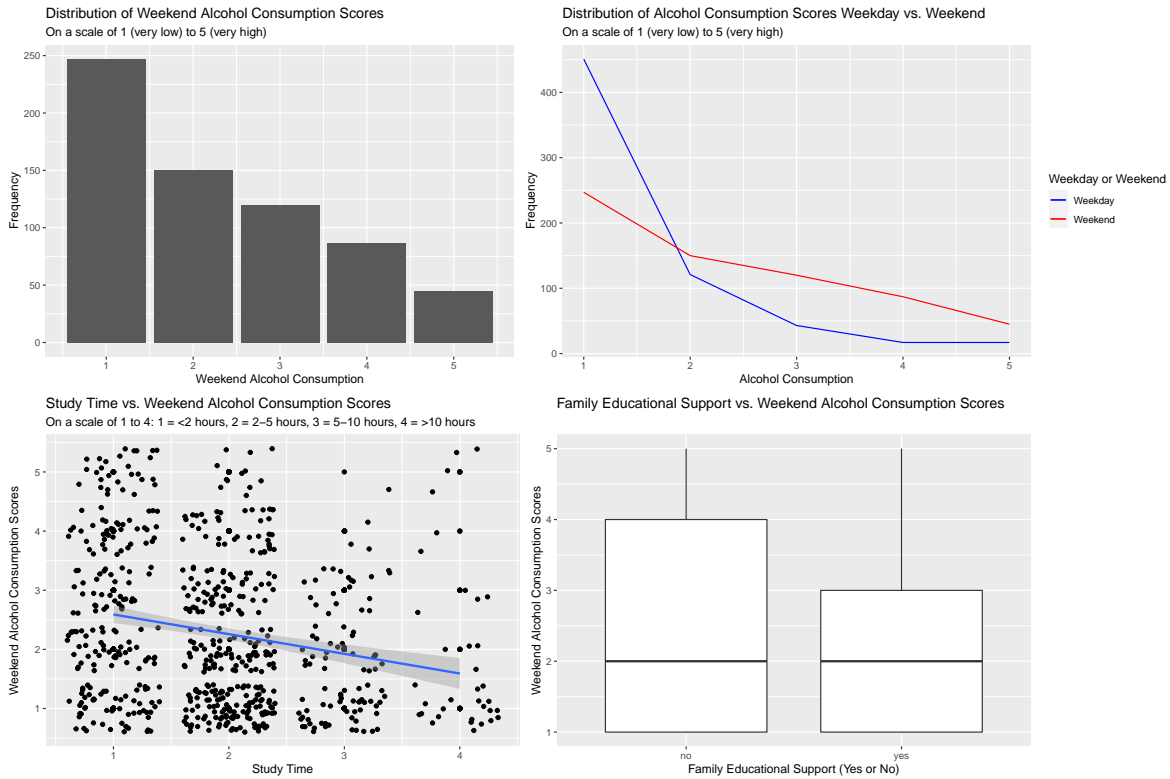 Distribution of Weekend Alcohol Consumption Scores
On a scale of 1 (very low) to 5 (very high)
250
200
150
100
50
0
Frequency
1 2 3 4 5
Weekend Alcohol Consumption
Distribution of Alcohol Consumption Scores Weekday vs. Weekend
On a scale of 1 (very low) to 5 (very high)
400
300
200
100
0
Frequency
1 2 3 4 5
Alcohol Consumption
Weekday or Weekend
Weekday
Weekend
Study Time vs. Weekend Alcohol Consumption Scores
On a scale of 1 to 4: 1 = <2 hours, 2 = 2–5 hours, 3 = 5–10 hours, 4 = >10 hours
5
4
3
2
1
Weekend Alcohol Consumption Scores
1 2 3 4
Study Time
Family Educational Support vs. Weekend Alcohol Consumption Scores
5
4
3
2
1
Weekend Alcohol Consumption Scores
no yes
Family Educational Support (Yes or No)